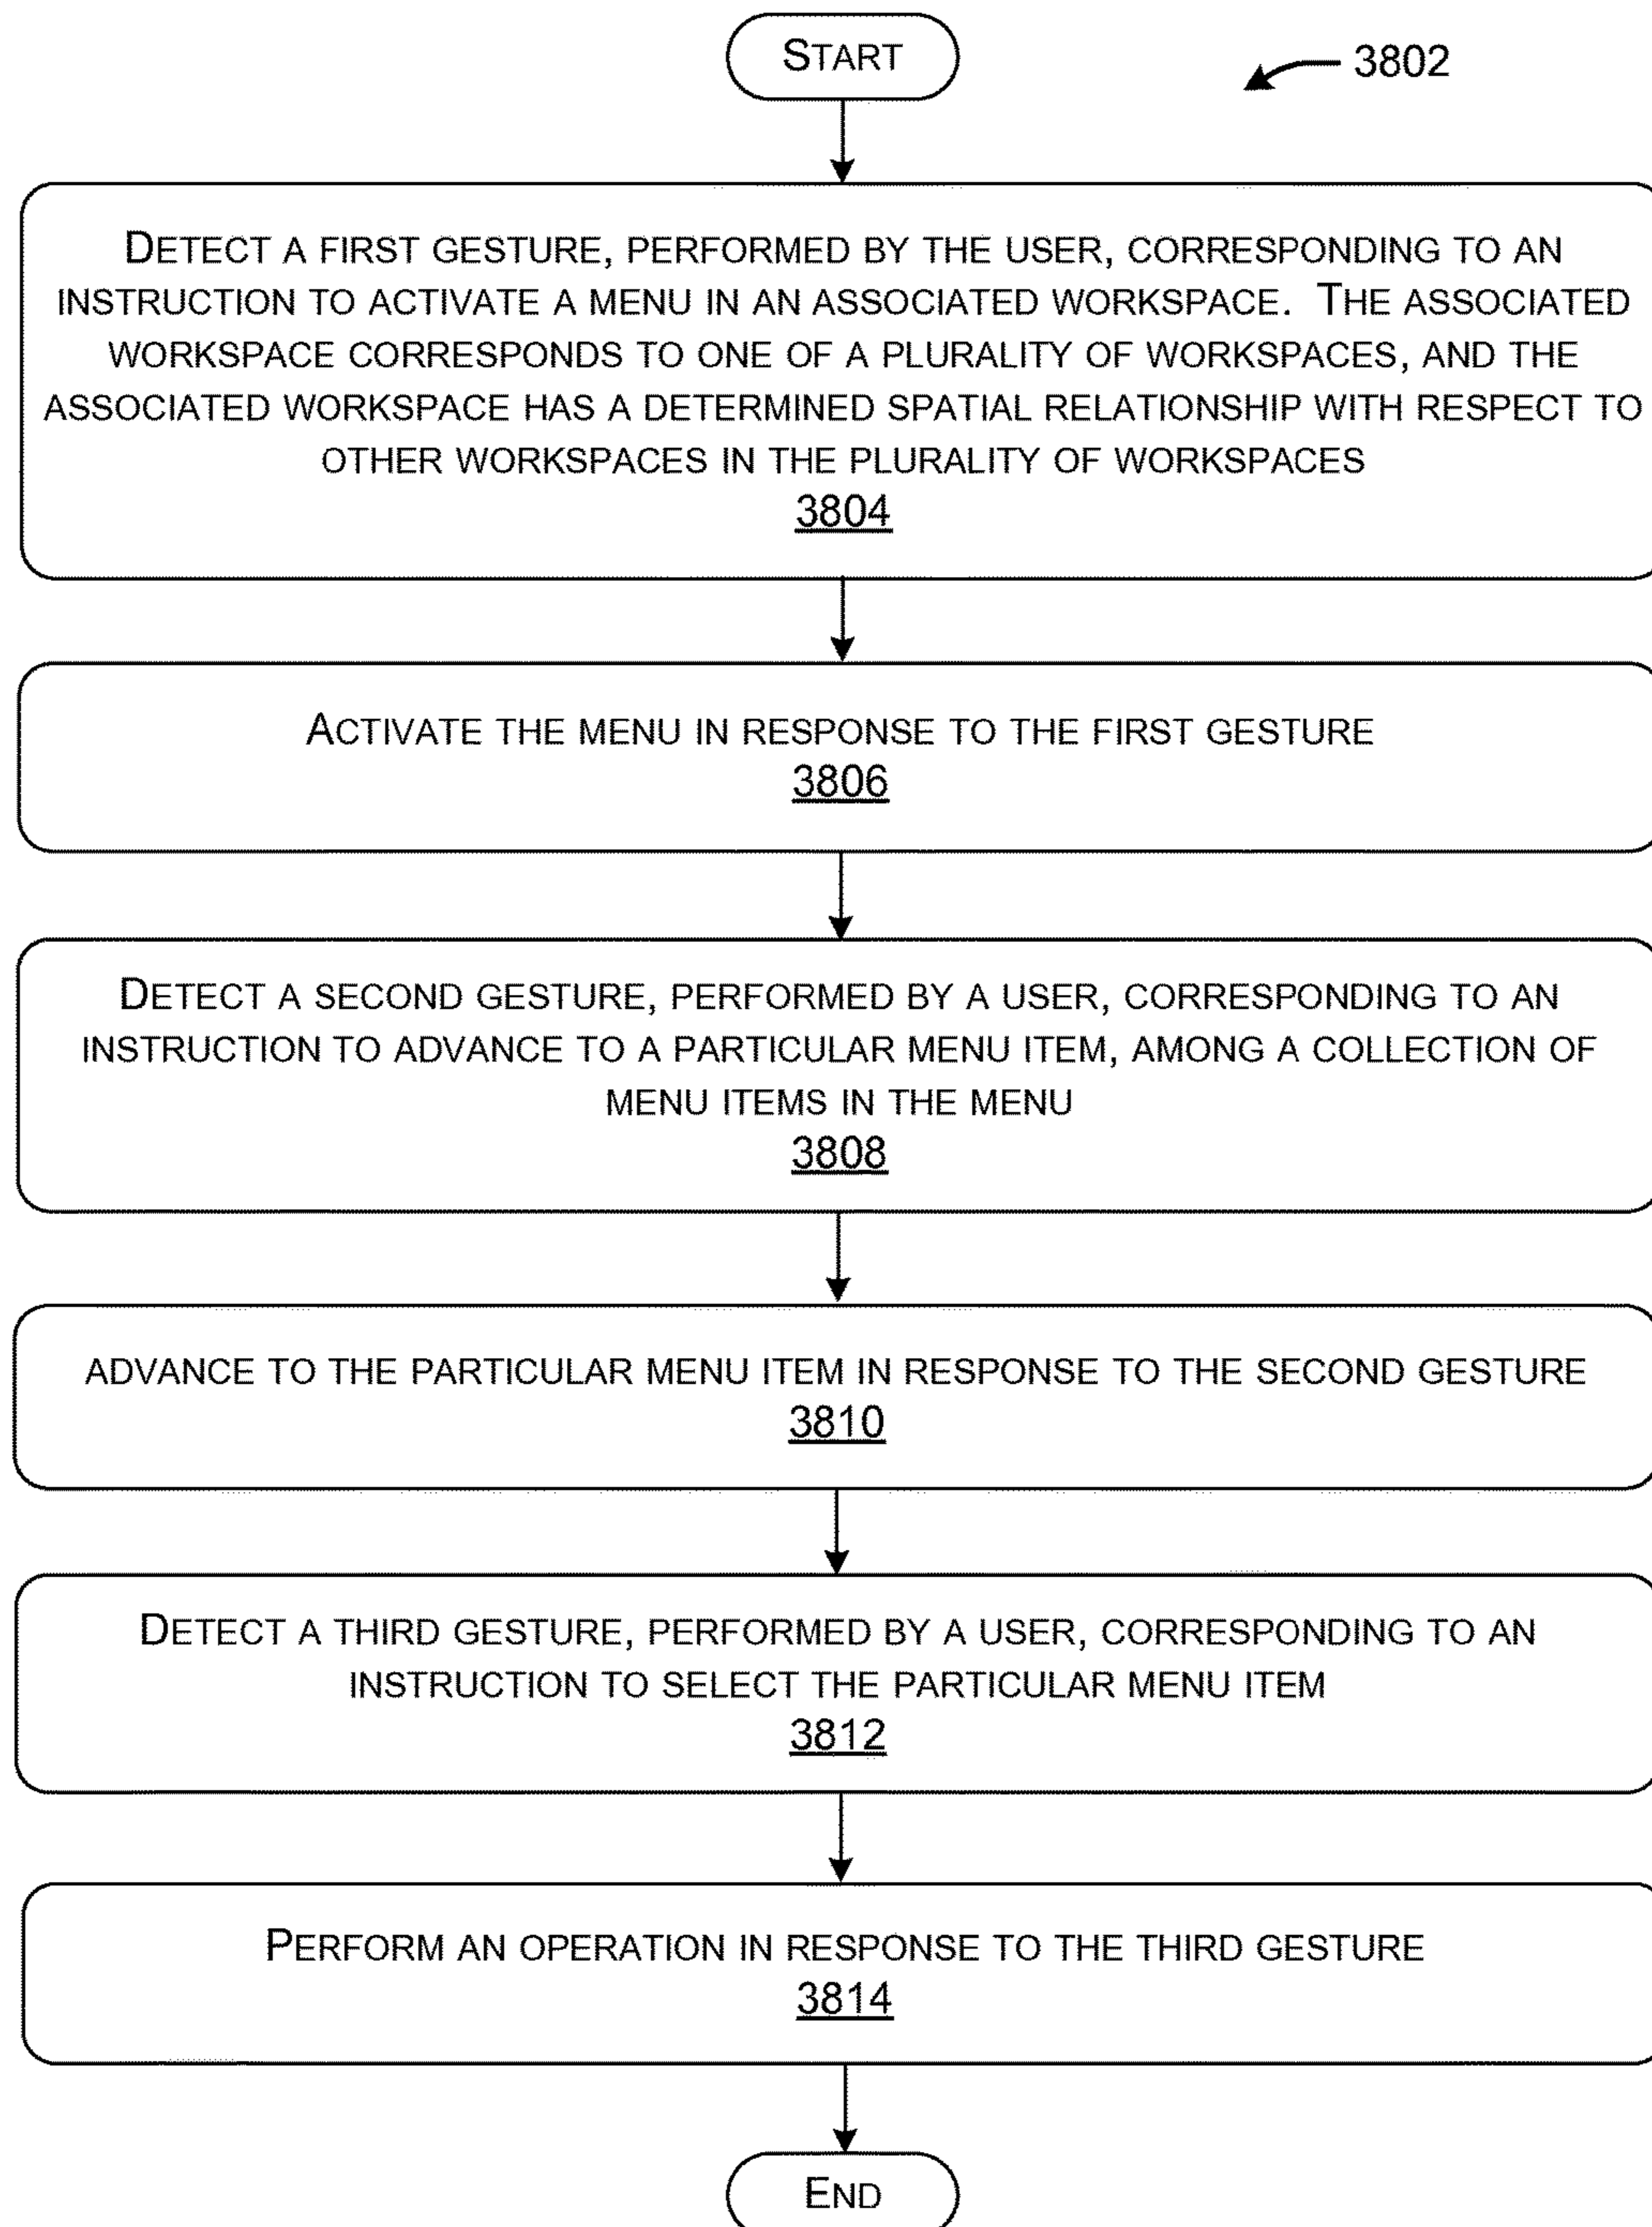 START
3802
DETECT A FIRST GESTURE, PERFORMED BY THE USER, CORRESPONDING TO AN
INSTRUCTION TO ACTIVATE A MENU IN AN ASSOCIATED WORKSPACE. THE ASSOCIATED
WORKSPACE CORRESPONDS TO ONE OF A PLURALITY OF WORKSPACES, AND THE
ASSOCIATED WORKSPACE HAS A DETERMINED SPATIAL RELATIONSHIP WITH RESPECT TO
OTHER WORKSPACES IN THE PLURALITY OF WORKSPACES
3804
ACTIVATE THE MENU IN RESPONSE TO THE FIRST GESTURE
3806
DETECT A SECOND GESTURE, PERFORMED BY A USER, CORRESPONDING TO AN
INSTRUCTION TO ADVANCE TO A PARTICULAR MENU ITEM, AMONG A COLLECTION OF
MENU ITEMS IN THE MENU
3808
ADVANCE TO THE PARTICULAR MENU ITEM IN RESPONSE TO THE SECOND GESTURE
3810
DETECT A THIRD GESTURE, PERFORMED BY A USER, CORRESPONDING TO AN
INSTRUCTION TO SELECT THE PARTICULAR MENU ITEM
3812
PERFORM AN OPERATION IN RESPONSE TO THE THIRD GESTURE
3814
END